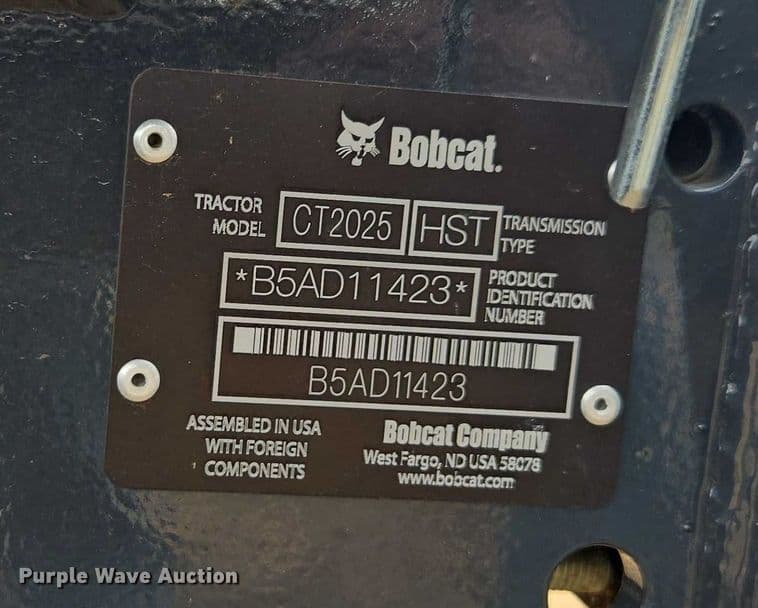 Bobcat.
TRACTOR MODEL CT2025 HST TRANSMISSION TYPE
*B5AD11423* PRODUCT IDENTIFICATION NUMBER
B5AD11423
ASSEMBLED IN USA
WITH FOREIGN
COMPONENTS
Bobcat Company
West Fargo, ND USA 58078
www.bobcat.com
Purple Wave Auction